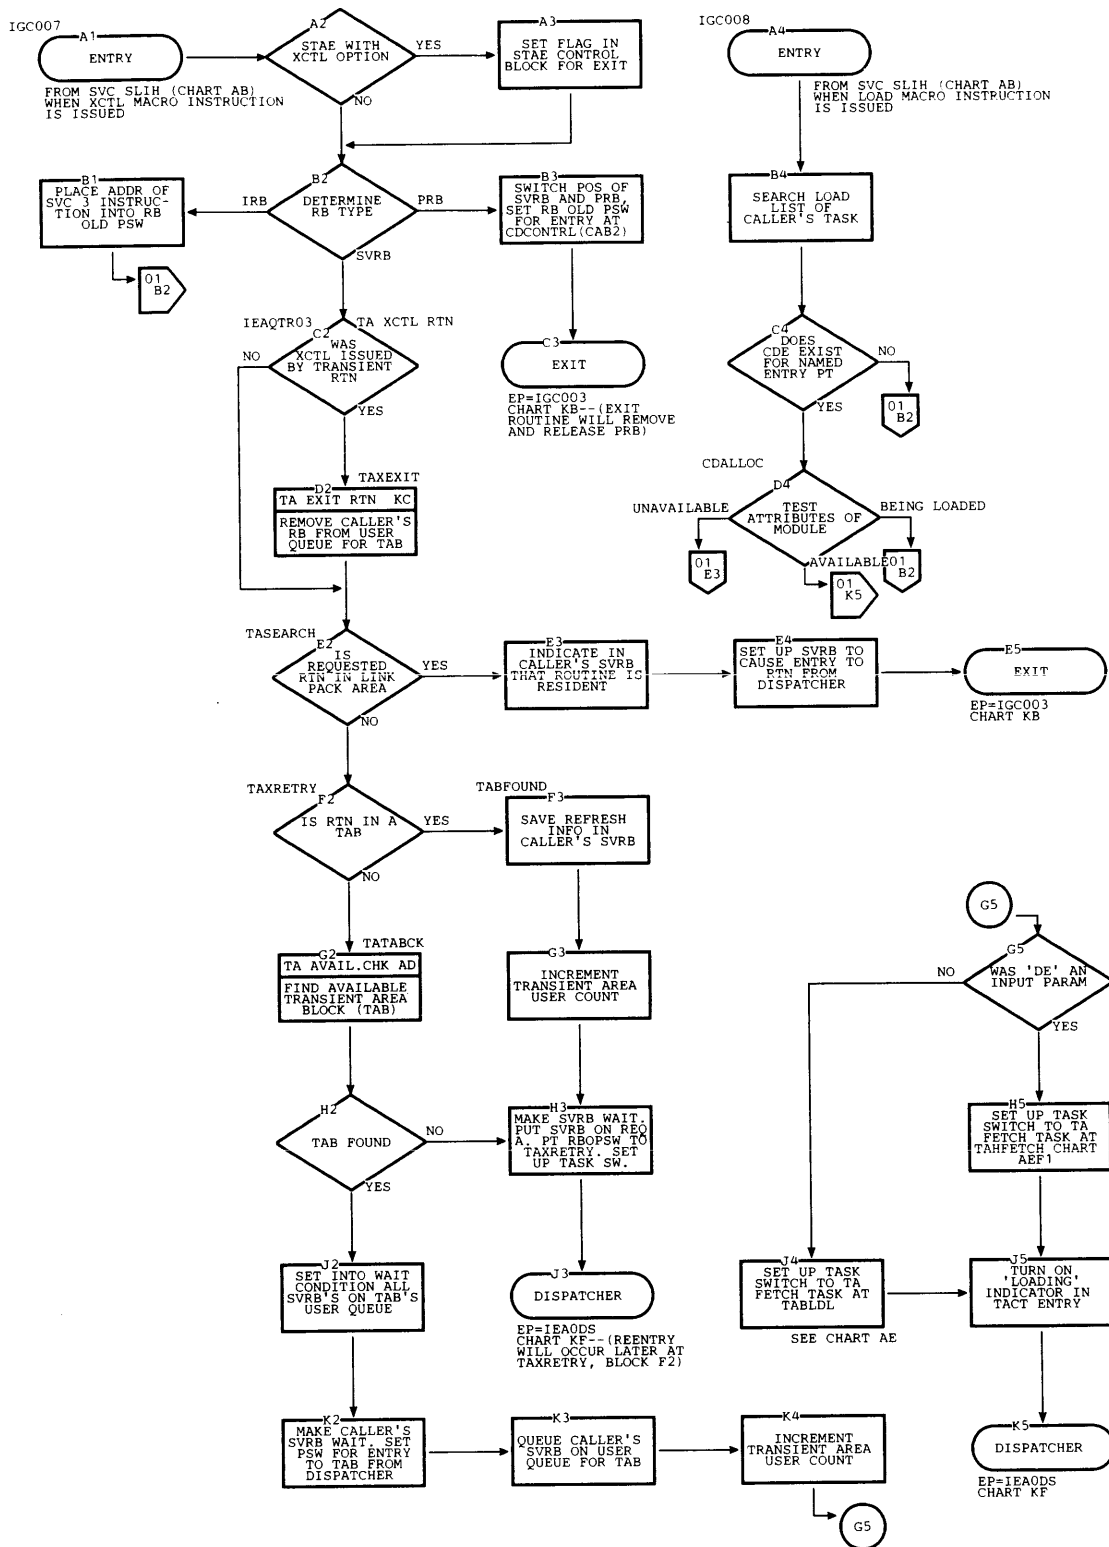 IGC007
A1
ENTRY
FROM SVC SLIH (CHART AB)
WHEN XCTL MACRO INSTRUCTION
IS ISSUED
A2
STAE WITH
XCTL OPTION
YES
NO
A3
SET FLAG IN
STAE CONTROL
BLOCK FOR EXIT
IGC008
A4
ENTRY
FROM SVC SLIH (CHART AB)
WHEN LOAD MACRO INSTRUCTION
IS ISSUED
B1
PLACE ADDR OF
SVC 3 INSTRUC-
TION INTO RB
OLD PSW
01
B2
IRB
B2
DETERMINE
RB TYPE
PRB
SVRB
B3
SWITCH POS OF
SVRB AND PRB,
SET RB OLD PSW
FOR ENTRY AT
CDCONTRL(CAB2)
B4
SEARCH LOAD
LIST OF
CALLER'S TASK
IEAQTR03
TA XCTL RTN
C2
WAS
XCTL ISSUED
BY TRANSIENT
RTN
NO
YES
C3
EXIT
EP=IGC003
CHART KB--(EXIT
ROUTINE WILL REMOVE
AND RELEASE PRB)
C4
DOES
CDE EXIST
FOR NAMED
ENTRY PT
NO
YES
01
B2
TAXEXIT
D2
TA EXIT RTN KC
REMOVE CALLER'S
RB FROM USER
QUEUE FOR TAB
CDALLOC
D4
TEST
ATTRIBUTES OF
MODULE
UNAVAILABLE
BEING LOADED
AVAILABLE
01
E3
01
K5
01
B2
TASEARCH
E2
IS
REQUESTED
RTN IN LINK
PACK AREA
YES
NO
E3
INDICATE IN
CALLER'S SVRB
THAT ROUTINE IS
RESIDENT
E4
SET UP SVRB TO
CAUSE ENTRY TO
RTN FROM
DISPATCHER
E5
EXIT
EP=IGC003
CHART KB
TAXRETRY
F2
IS RTN IN A
TAB
YES
NO
TABFOUND
F3
SAVE REFRESH
INFO IN
CALLER'S SVRB
TATABCK
G2
TA AVAIL.CHK AD
FIND AVAILABLE
TRANSIENT AREA
BLOCK (TAB)
G3
INCREMENT
TRANSIENT AREA
USER COUNT
G5
G5
WAS 'DE' AN
INPUT PARAM
NO
YES
H2
TAB FOUND
NO
YES
H3
MAKE SVRB WAIT.
PUT SVRB ON REQ
A. PT RBOPSW TO
TAXRETRY. SET
UP TASK SW.
H5
SET UP TASK
SWITCH TO TA
FETCH TASK AT
TAHFETCH CHART
AEF1
J2
SET INTO WAIT
CONDITION ALL
SVRB'S ON TAB'S
USER QUEUE
J3
DISPATCHER
EP=IEA0DS
CHART KF--(REENTRY
WILL OCCUR LATER AT
TAXRETRY, BLOCK F2)
J4
SET UP TASK
SWITCH TO TA
FETCH TASK AT
TABLDL
SEE CHART AE
J5
TURN ON
'LOADING'
INDICATOR IN
TACT ENTRY
K2
MAKE CALLER'S
SVRB WAIT. SET
PSW FOR ENTRY
TO TAB FROM
DISPATCHER
K3
QUEUE CALLER'S
SVRB ON USER
QUEUE FOR TAB
K4
INCREMENT
TRANSIENT AREA
USER COUNT
G5
K5
DISPATCHER
EP=IEA0DS
CHART KF